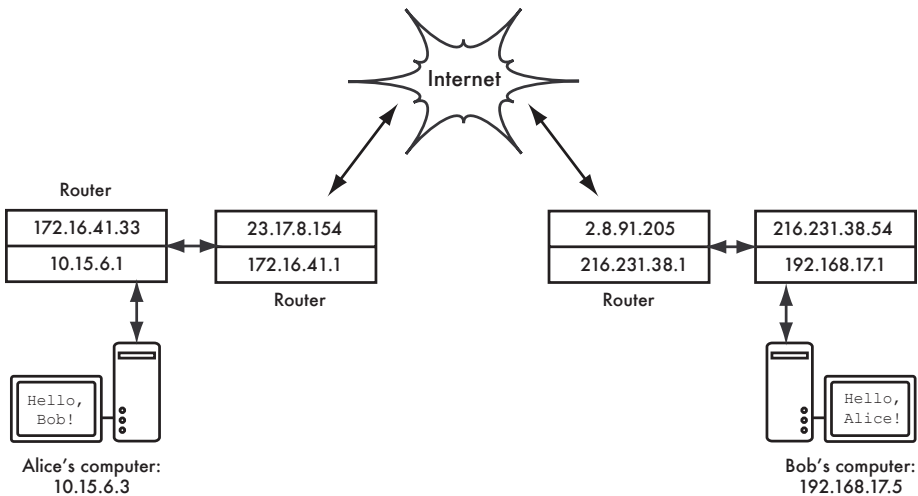 Internet
Router
172.16.41.33
10.15.6.1
23.17.8.154
172.16.41.1
Router
2.8.91.205
216.231.38.1
Router
216.231.38.54
192.168.17.1
Hello,
Bob!
Alice's computer:
10.15.6.3
Hello,
Alice!
Bob's computer:
192.168.17.5